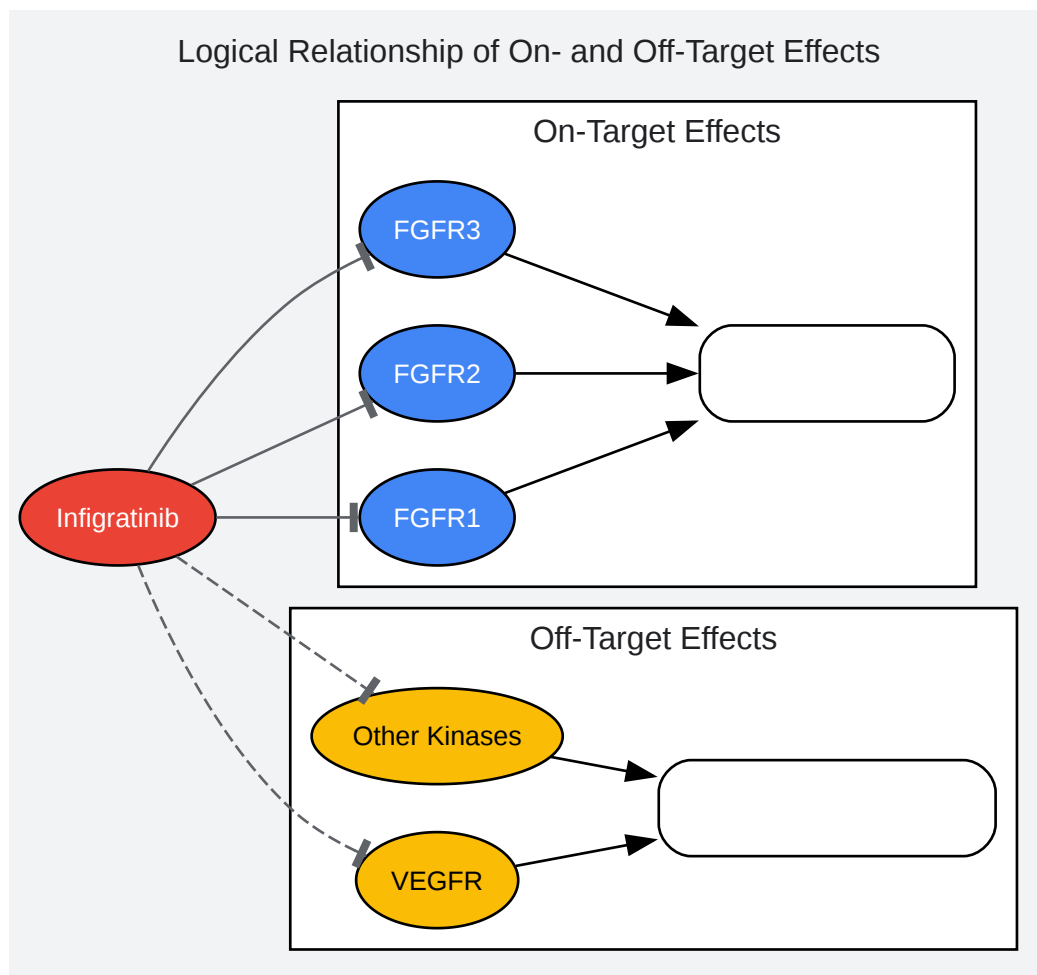 Logical Relationship of On- and Off-Target Effects
On-Target Effects
FGFR3
FGFR2
FGFR1
Infigratinib
Off-Target Effects
Other Kinases
VEGFR